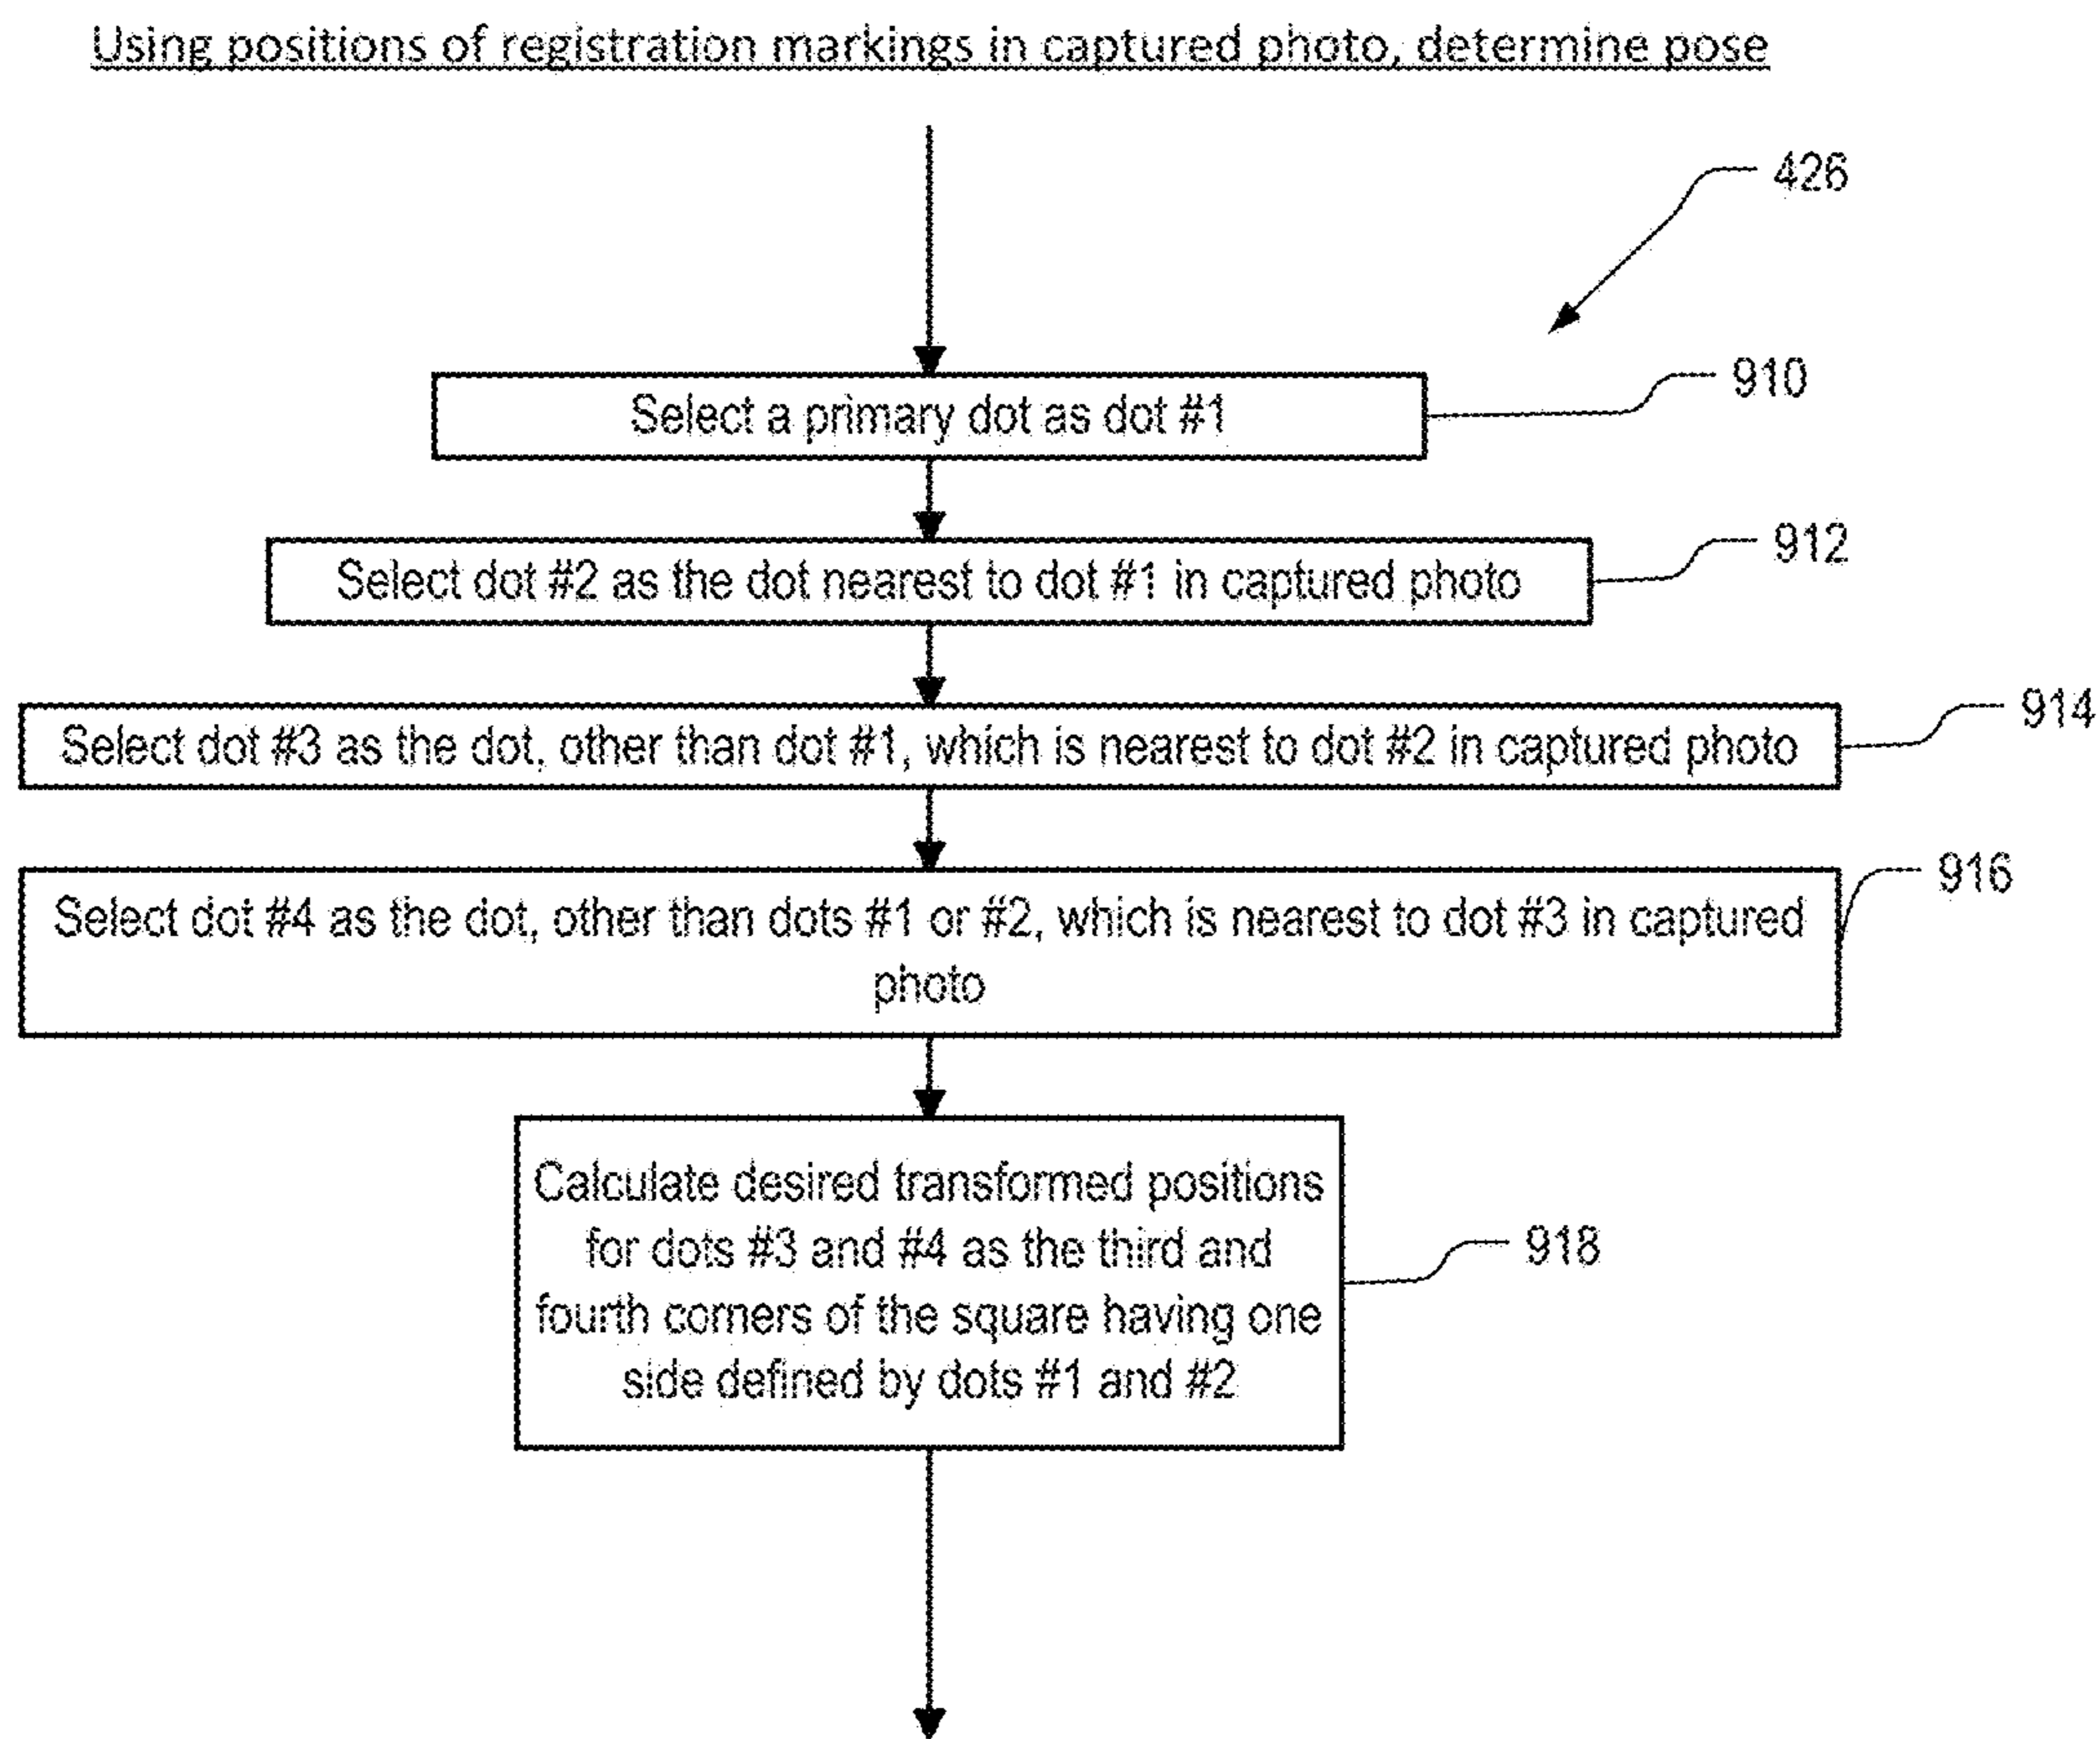 Using positions of registration markings in captured photo, determine pose
426
Select a primary dot as dot #1
910
Select dot #2 as the dot nearest to dot #1 in captured photo
912
Select dot #3 as the dot, other than dot #1, which is nearest to dot #2 in captured photo
914
Select dot #4 as the dot, other than dots #1 or #2, which is nearest to dot #3 in captured
photo
916
Calculate desired transformed positions
for dots #3 and #4 as the third and
fourth corners of the square having one
side defined by dots #1 and #2
918